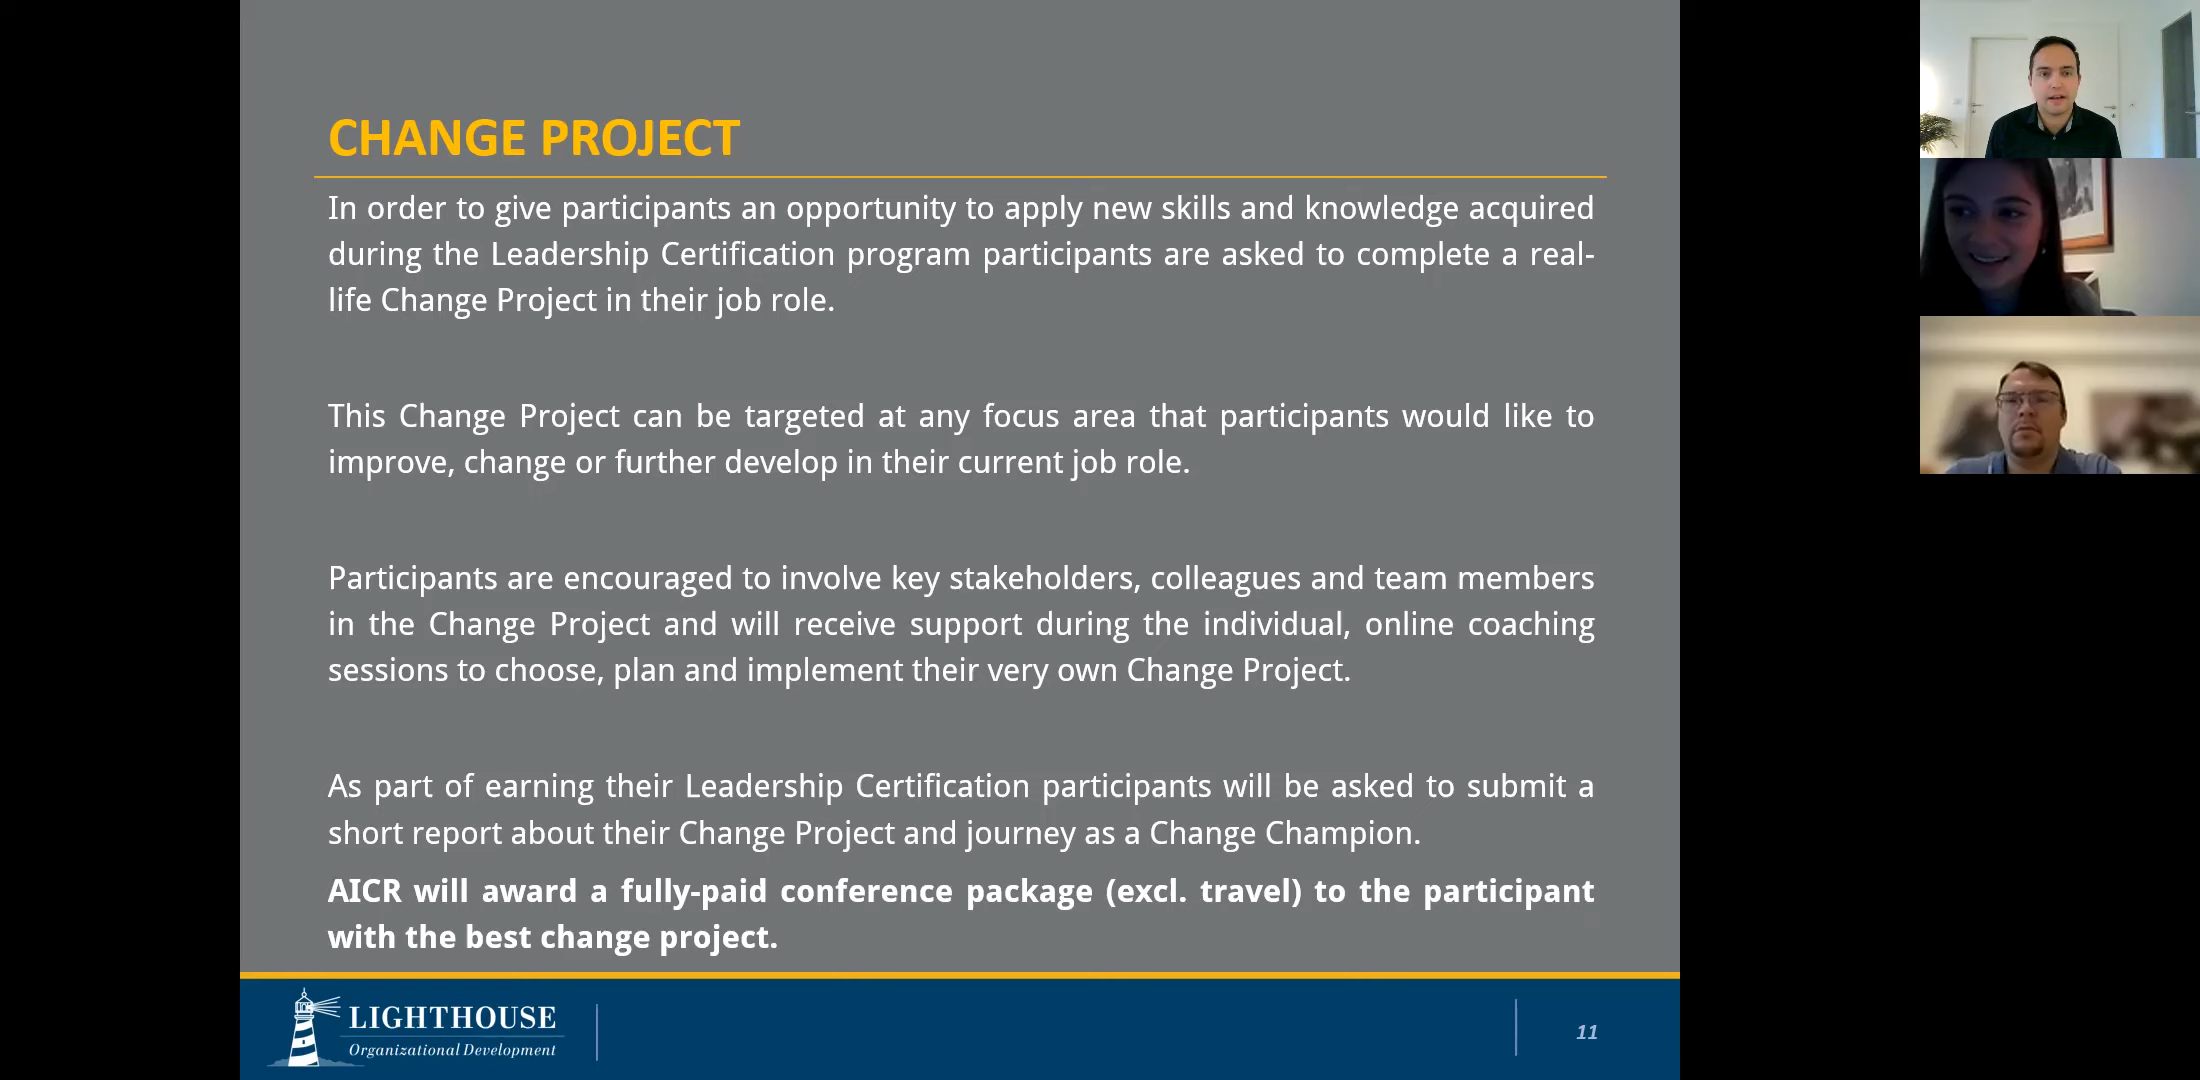 CHANGE PROJECT
In order to give participants an opportunity to apply new skills and knowledge acquired
during the Leadership Certification program participants are asked to complete a real-
life Change Project in their job role.
This Change Project can be targeted at any focus area that participants would like to
improve, change or further develop in their current job role.
Participants are encouraged to involve key stakeholders, colleagues and team members
in the Change Project and will receive support during the individual, online coaching
sessions to choose, plan and implement their very own Change Project.
As part of earning their Leadership Certification participants will be asked to submit a
short report about their Change Project and journey as a Change Champion.
AICR will award a fully-paid conference package (excl. travel) to the participant
with the best change project.
LIGHTHOUSE
Organizational Development
11